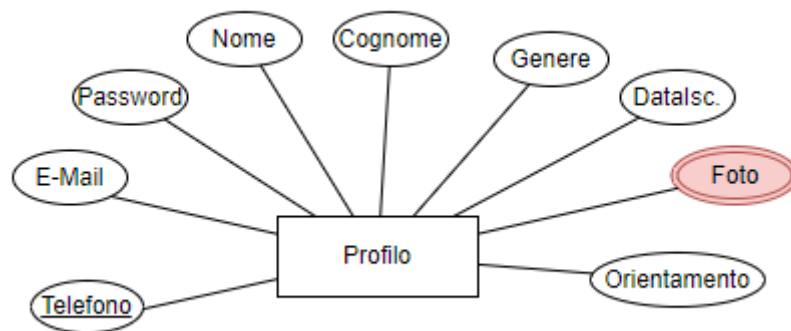 Nome
Cognome
Genere
Password
DataIsc.
E-Mail
Foto
Profilo
Orientamento
Telefono